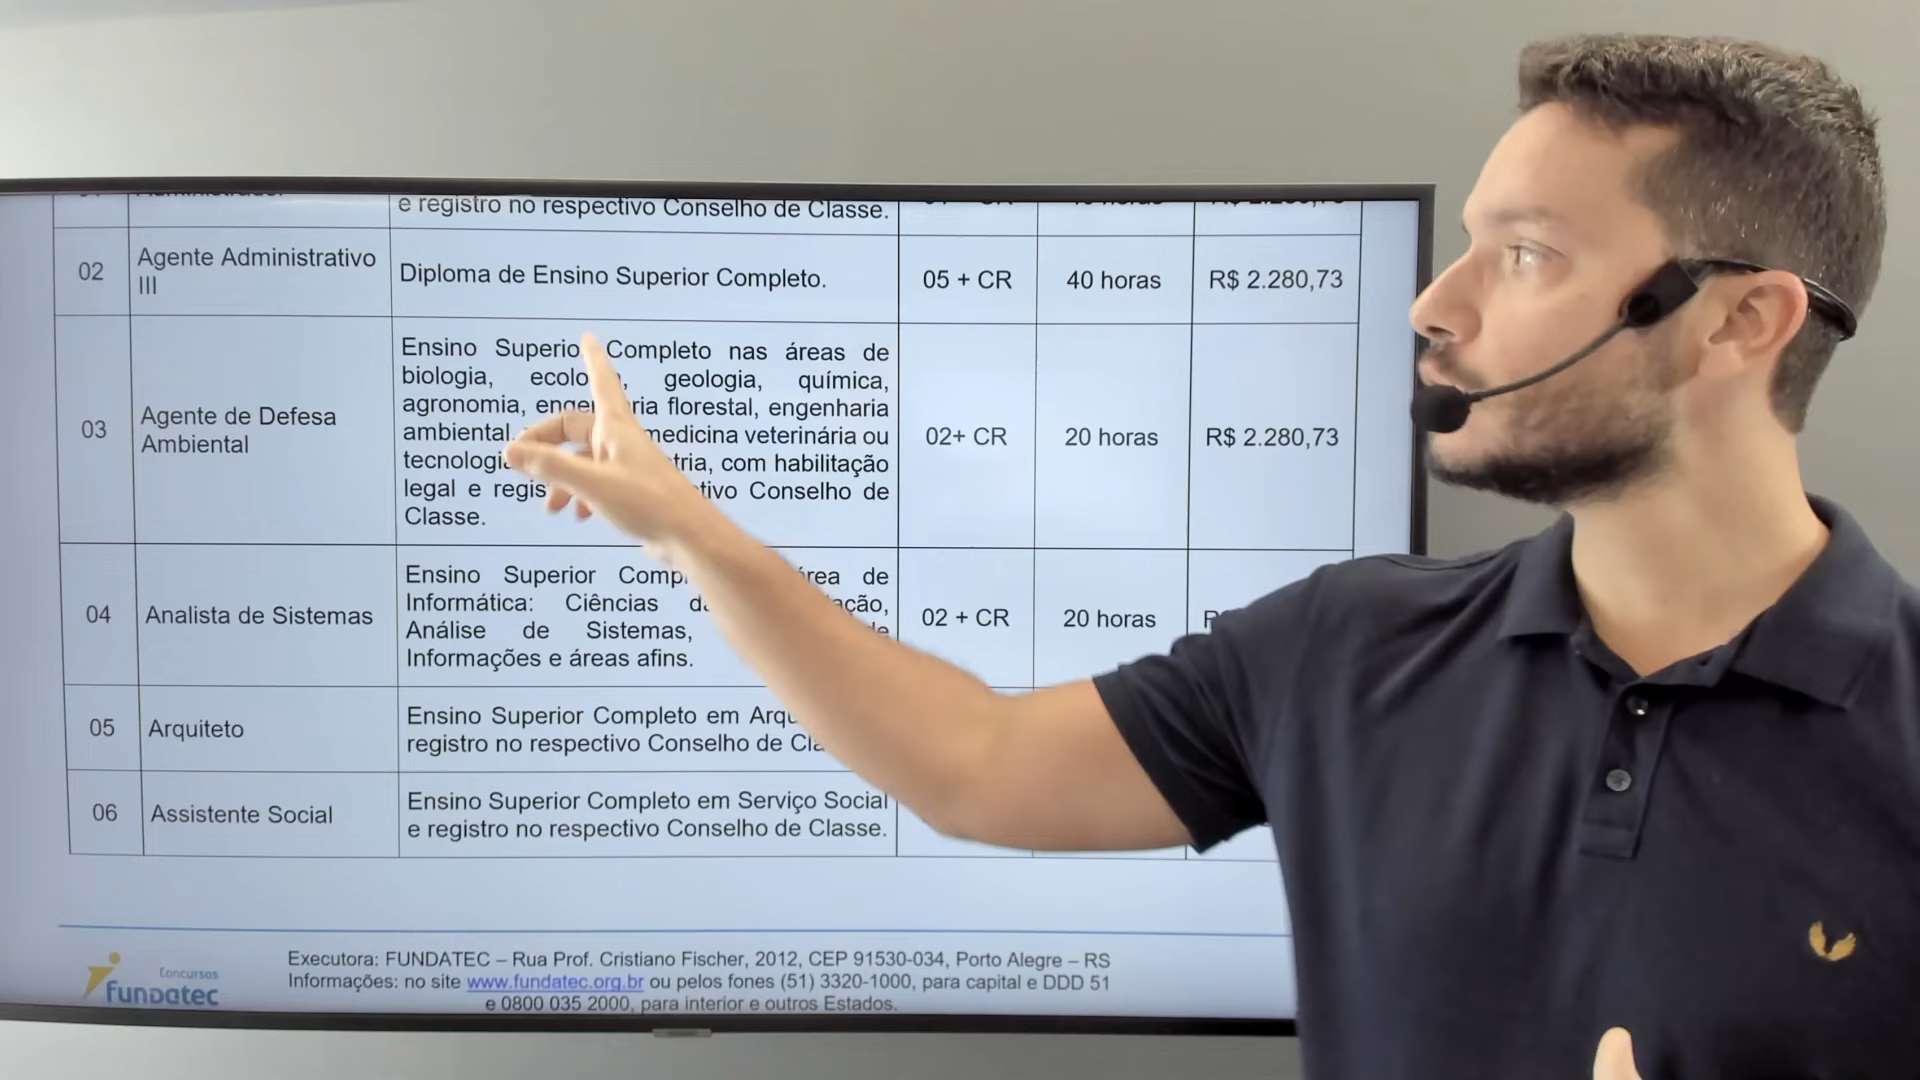 e registro no respectivo Conselho de Classe.
02 Agente Administrativo III Diploma de Ensino Superior Completo. 05 + CR 40 horas R$ 2.280,73
03
Agente de Defesa
Ambiental
Ensino Superio Completo nas áreas de
biologia, geologia, química,
agronomia, florestal, engenharia
ambiental medicina veterinária ou
com habilitação
legal e Conselho de
Classe.
02+ CR
20 horas
R$ 2.280,73
04
Analista de Sistemas
Ensino Superior de
Informática: Ciências
Análise de Sistemas,
Informações e áreas afins.
02 + CR
20 horas
05
Arquiteto
Ensino Superior Completo em
registro no respectivo Conselho de
06
Assistente Social
Ensino Superior Completo em Serviço Social
e registro no respectivo Conselho de Classe.
Concursos
Fundatec
Executora: FUNDATEC – Rua Prof. Cristiano Fischer, 2012, CEP 91530-034, Porto Alegre – RS
Informações: no site www.fundatec.org.br ou pelos fones (51) 3320-1000, para capital e DDD 51
e 0800 035 2000, para interior e outros Estados.